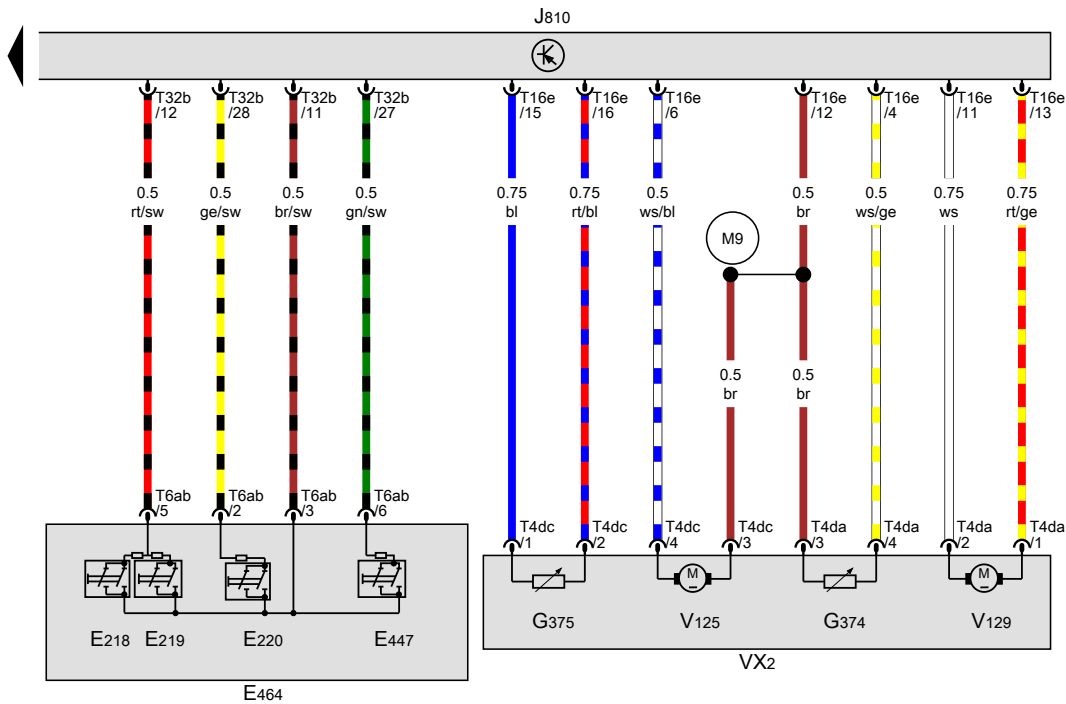 J810
T32b
/12
T32b
/28
T32b
/11
T32b
/27
T16e
/15
T16e
/16
T16e
/6
T16e
/12
T16e
/4
T16e
/11
T16e
/13
0.5
rt/sw
0.5
ge/sw
0.5
br/sw
0.5
gn/sw
0.75
bl
0.75
rt/bl
0.5
ws/bl
0.5
br
0.5
ws/ge
0.75
ws
0.75
rt/ge
M9
0.5
br
0.5
br
T6ab
/5
T6ab
/2
T6ab
/3
T6ab
/6
T4dc
/1
T4dc
/2
T4dc
/4
T4dc
/3
T4da
/3
T4da
/4
T4da
/2
T4da
/1
M
M
E218
E219
E220
E447
G375
V125
G374
V129
E464
VX2